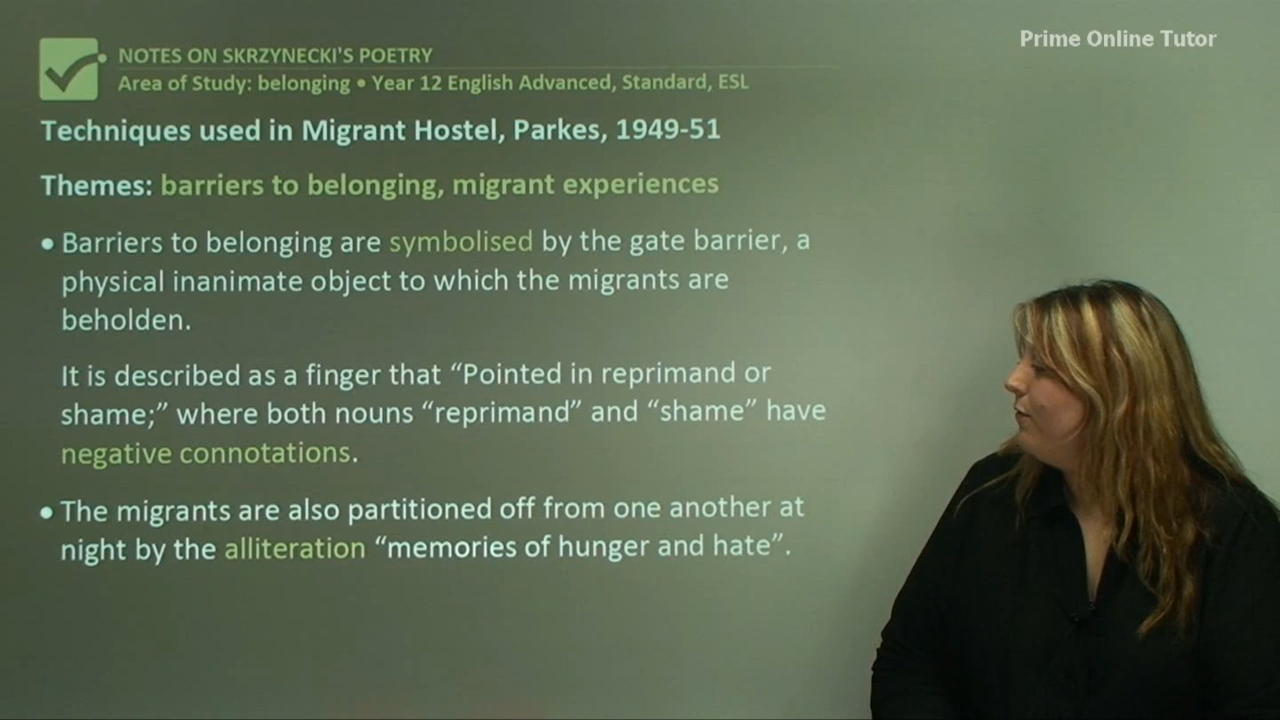 Prime Online Tutor
NOTES ON SKRZYNECKI'S POETRY
Area of Study: belonging • Year 12 English Advanced, Standard, ESL
Techniques used in Migrant Hostel, Parkes, 1949-51
Themes: barriers to belonging, migrant experiences
• Barriers to belonging are symbolised by the gate barrier, a
physical inanimate object to which the migrants are
beholden.
It is described as a finger that “Pointed in reprimand or
shame;” where both nouns “reprimand” and “shame” have
negative connotations.
• The migrants are also partitioned off from one another at
night by the alliteration “memories of hunger and hate”.